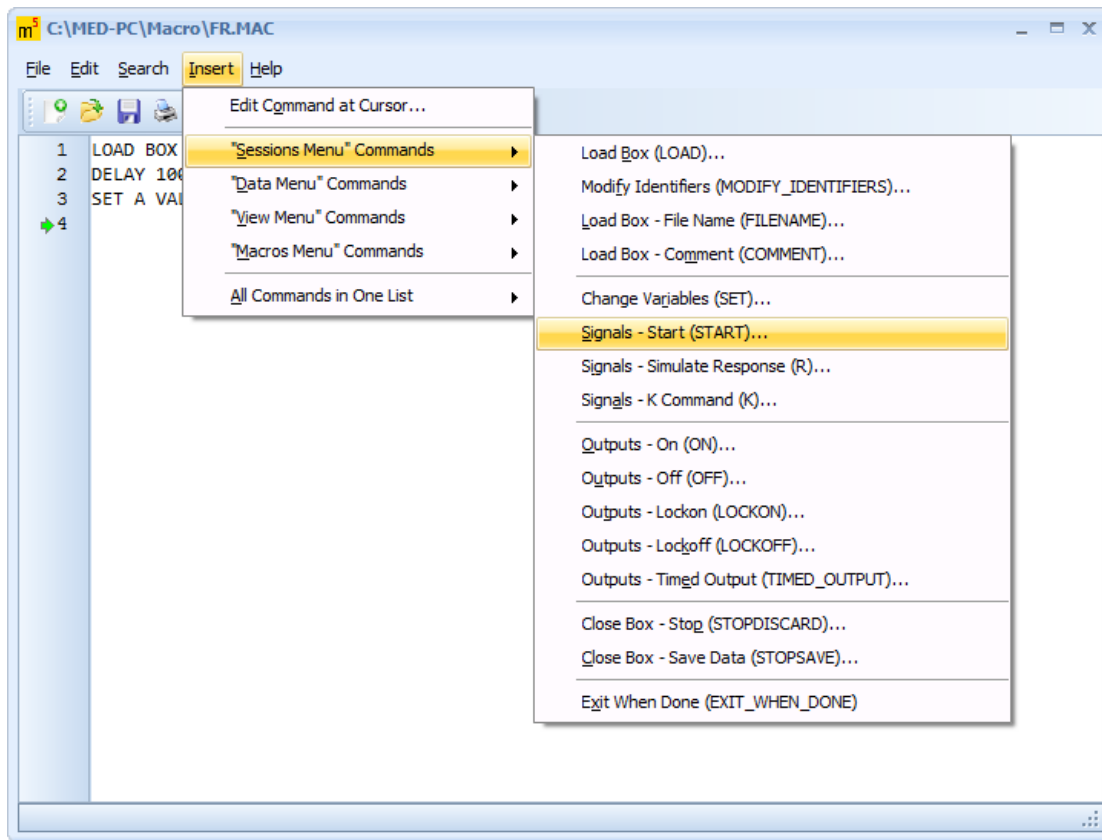 m5 C:\MED-PC\Macro\FR.MAC
File Edit Search Insert Help
Edit Command at Cursor...
"Sessions Menu" Commands
"Data Menu" Commands
"View Menu" Commands
"Macros Menu" Commands
All Commands in One List
1 LOAD BOX
2 DELAY 100
3 SET A VAL
4
Load Box (LOAD)...
Modify Identifiers (MODIFY_IDENTIFIERS)...
Load Box - File Name (FILENAME)...
Load Box - Comment (COMMENT)...
Change Variables (SET)...
Signals - Start (START)...
Signals - Simulate Response (R)...
Signals - K Command (K)...
Outputs - On (ON)...
Outputs - Off (OFF)...
Outputs - Lockon (LOCKON)...
Outputs - Lockoff (LOCKOFF)...
Outputs - Timed Output (TIMED_OUTPUT)...
Close Box - Stop (STOPDISCARD)...
Close Box - Save Data (STOPSAVE)...
Exit When Done (EXIT_WHEN_DONE)